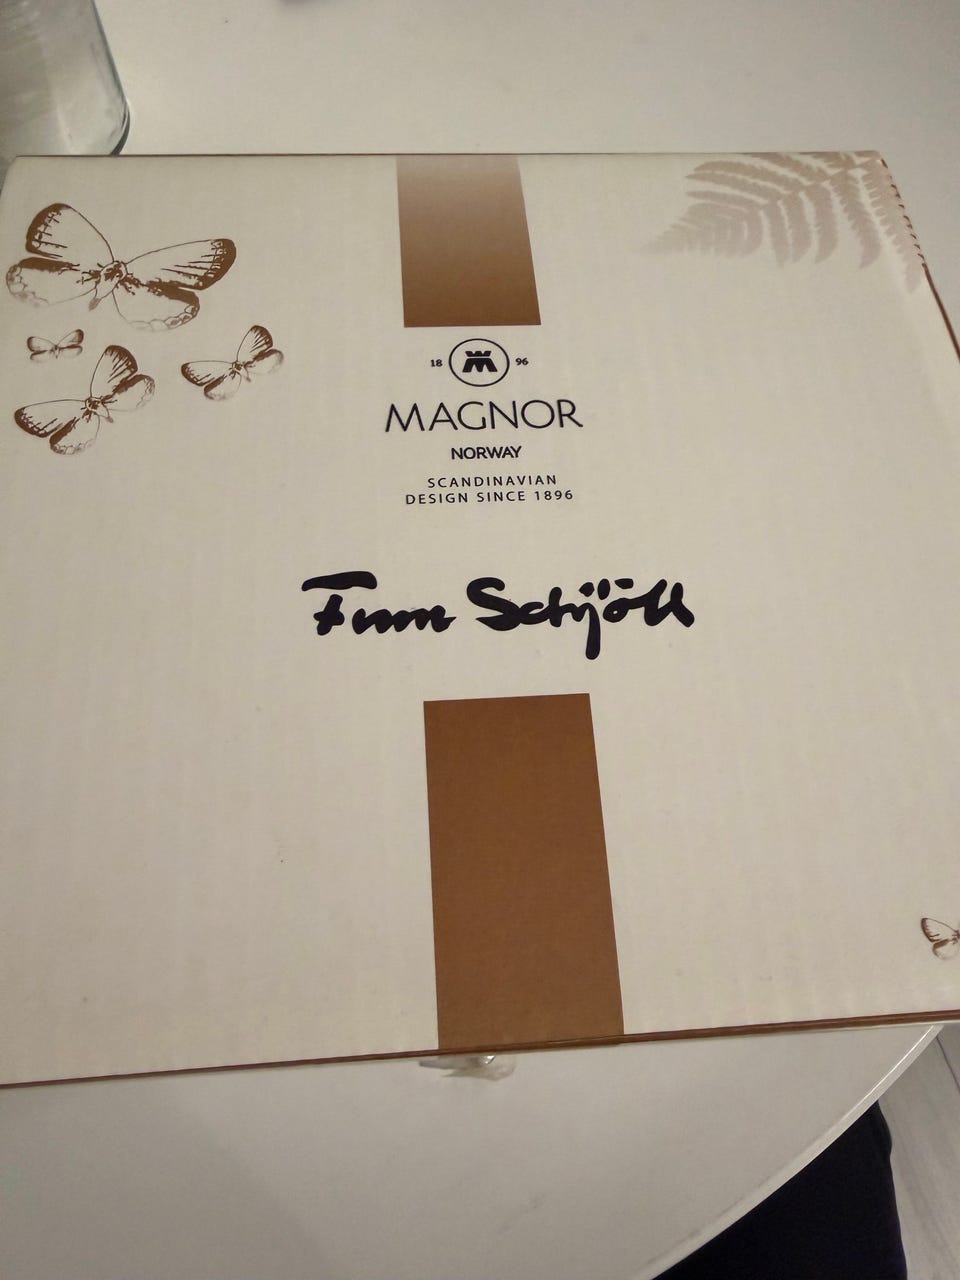 18 M 96
MAGNOR
NORWAY
SCANDINAVIAN
DESIGN SINCE 1896
Finn Schjöll